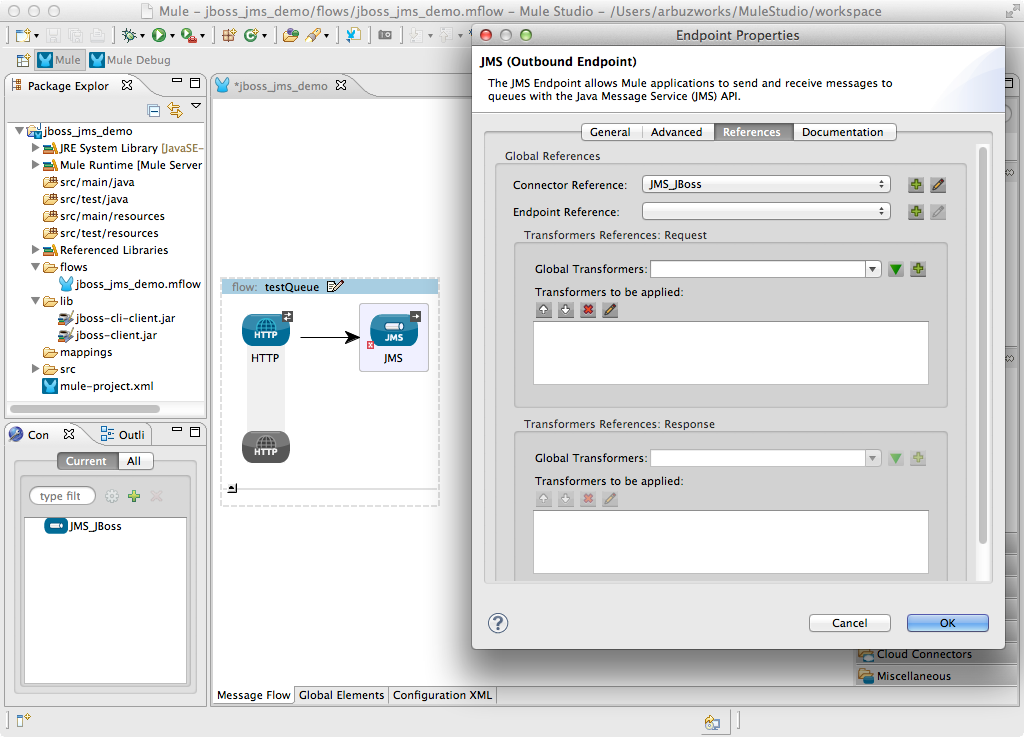 Mule – jboss_jms_demo/flows/jboss_jms_demo.mflow – Mule Studio – /Users/arbuzworks/MuleStudio/workspace
Mule
Mule Debug
Package Explor
jboss_jms_demo
JRE System Library [JavaSE-
Mule Runtime [Mule Server
src/main/java
src/test/java
src/main/resources
src/test/resources
Referenced Libraries
flows
jboss_jms_demo.mflow
lib
jboss-cli-client.jar
jboss-client.jar
mappings
src
mule-project.xml
Con
Outli
Current
All
type filt
JMS_JBoss
*jboss_jms_demo
flow: testQueue
HTTP
HTTP
JMS
JMS
HTTP
Message Flow
Global Elements
Configuration XML
Endpoint Properties
JMS (Outbound Endpoint)
The JMS Endpoint allows Mule applications to send and receive messages to
queues with the Java Message Service (JMS) API.
General
Advanced
References
Documentation
Global References
Connector Reference:
JMS_JBoss
Endpoint Reference:
Transformers References: Request
Global Transformers:
Transformers to be applied:
Transformers References: Response
Global Transformers:
Transformers to be applied:
?
Cancel
OK
Cloud Connectors
Miscellaneous